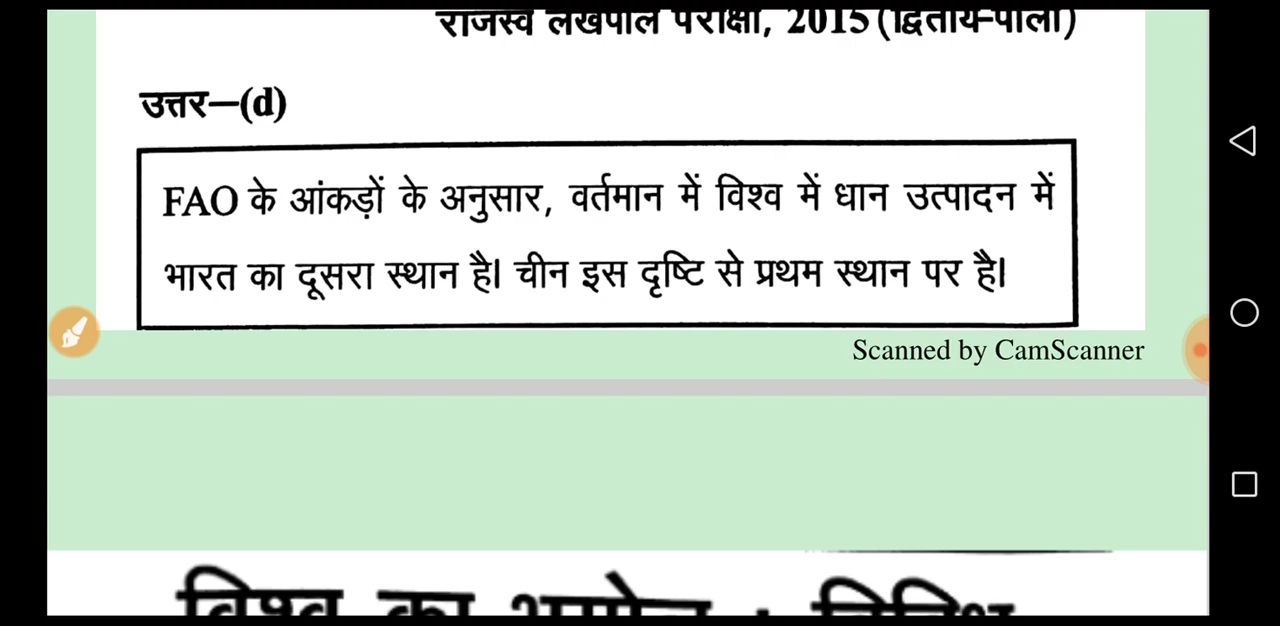 राजस्व लेखपाल परीक्षा, 2015 (द्वितीय-पाली)
उत्तर–(d)
FAO के आंकड़ों के अनुसार, वर्तमान में विश्व में धान उत्पादन में
भारत का दूसरा स्थान है। चीन इस दृष्टि से प्रथम स्थान पर है।
Scanned by CamScanner
विश्व का भूगोल : विविध